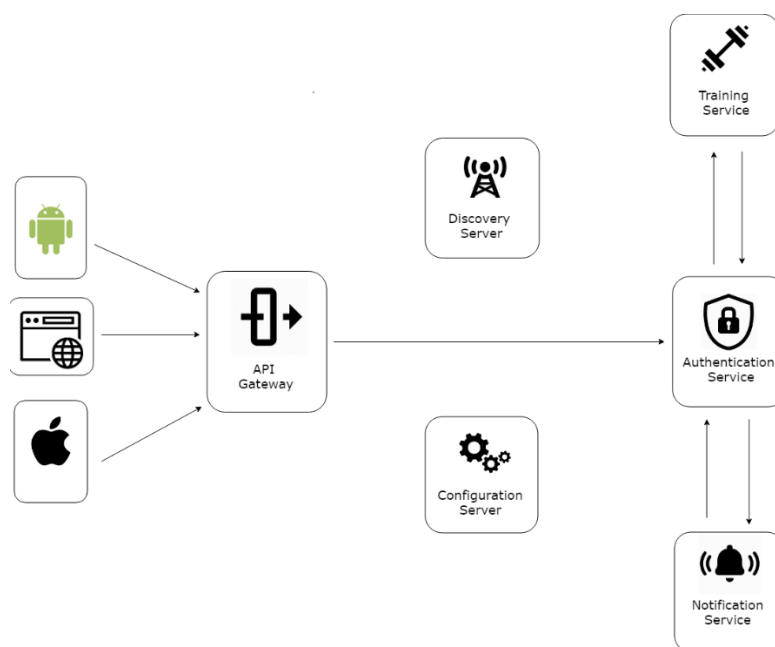 Training
Service
Discovery
Server
API
Gateway
Authentication
Service
Configuration
Server
Notification
Service